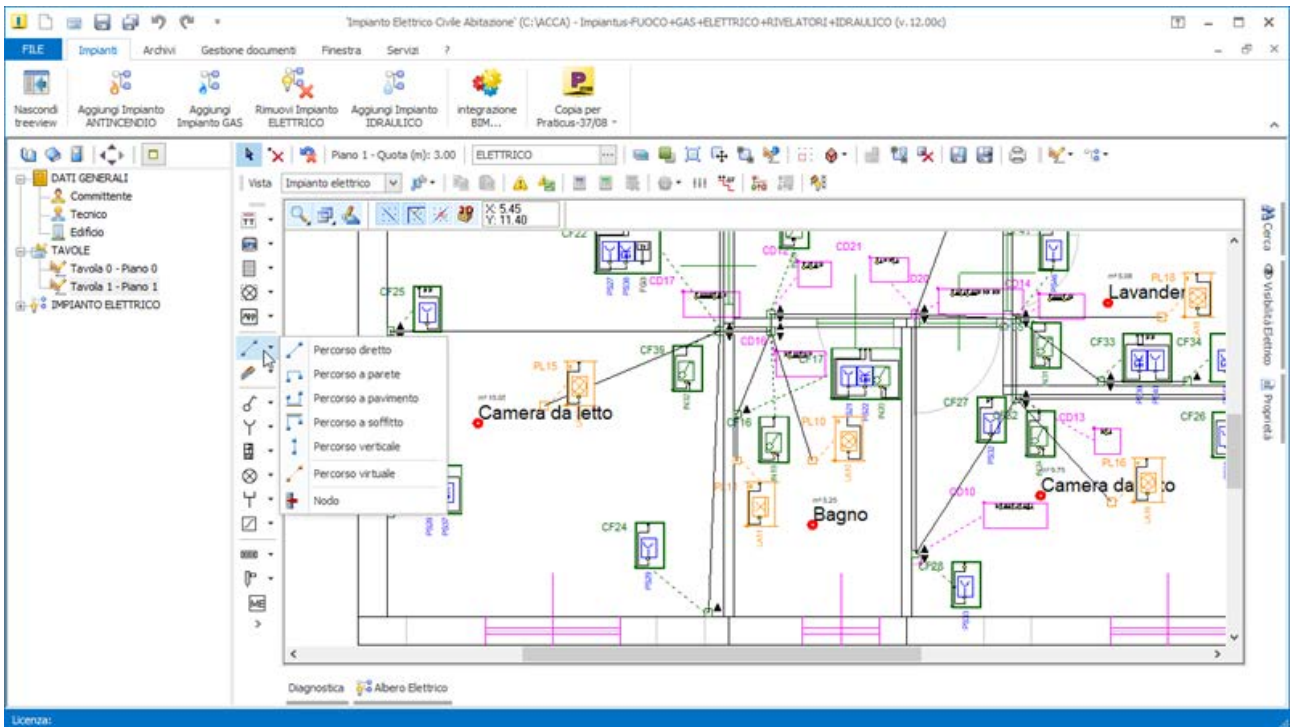 'Impianto Elettrico Civile Abitazione' (C:\ACCA) - Impiantus-FUOCO+GAS+ELETTRICO+RIVELATORI+IDRAULICO (v.12.00c)
FILE Impianti Archivi Gestione documenti Finestra Servizi ?
Nascondi treeview
Aggiungi Impianto ANTINCENDIO
Aggiungi Impianto GAS
Rimuovi Impianto ELETTRICO
Aggiungi Impianto IDRAULICO
integrazione BIM...
Copia per Praticus-37/08
Piano 1 - Quota (m): 3.00 ELETTRICO
Vista Impianto elettrico
X: 5.45
Y: 11.40
DATI GENERALI
Committente
Tecnico
Edificio
TAVOLE
Tavola 0 - Piano 0
Tavola 1 - Piano 1
IMPIANTO ELETTRICO
Percorso diretto
Percorso a parete
Percorso a pavimento
Percorso a soffitto
Percorso verticale
Percorso virtuale
Nodo
CF22
CD17
CD12
CD21
CD14
PL18
Lavander
CF25
PL15
CF35
CD16
CF33
CF34
Camera da letto
CF16
PL10
CF27
CD13
CF26
PL16
Camera da
CD10
Bagno
CF24
Cerca
Visibilità Elettrico
Proprietà
Diagnostica Albero Elettrico
Licenza: